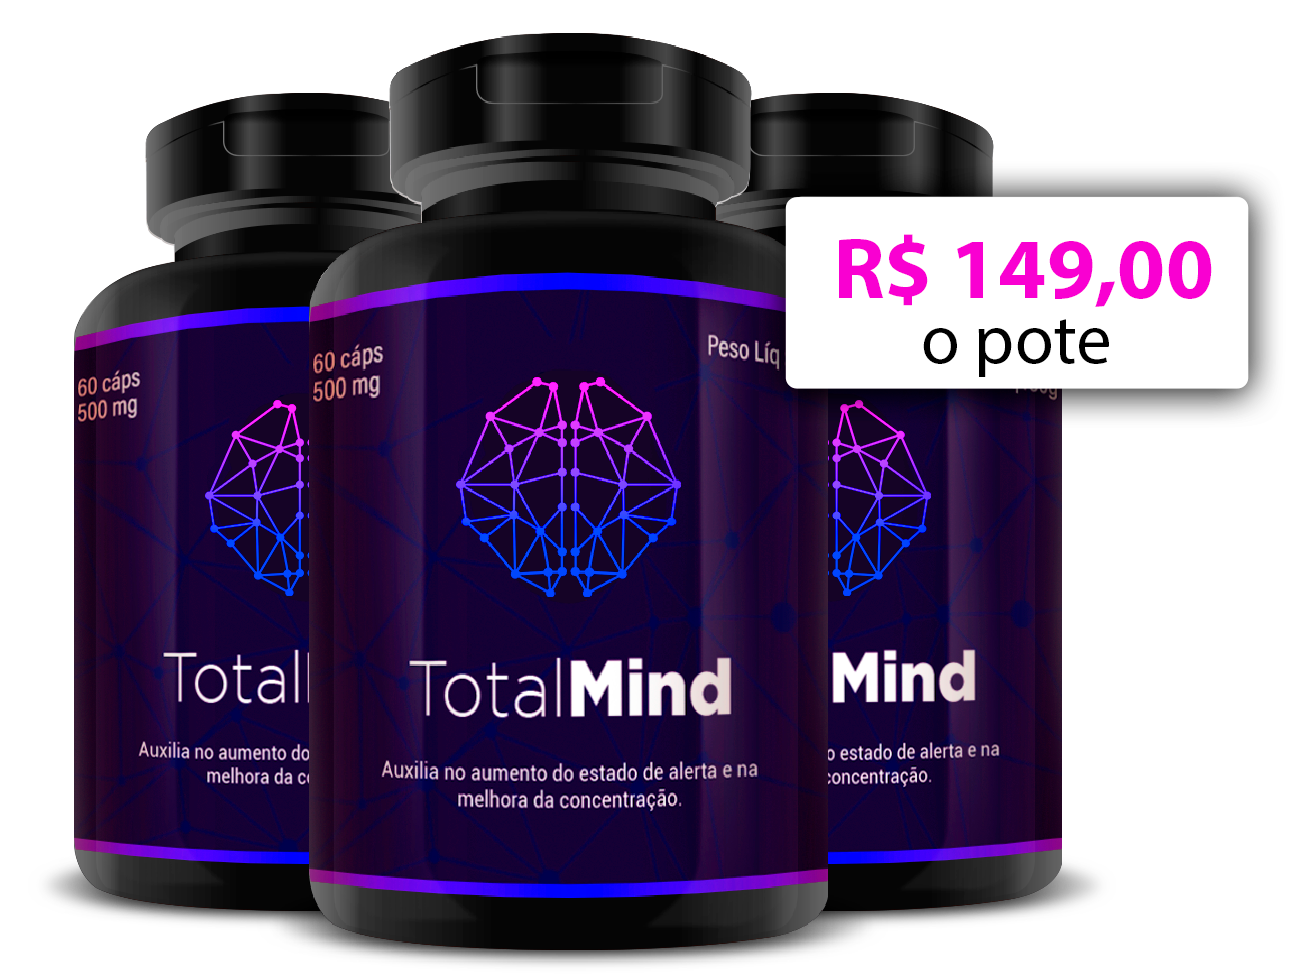 R$ 149,00
o pote
60 cáps
500 mg
Total
Auxilia no aumento do
melhora da
60 cáps
500 mg
Peso Líq
TotalMind
Auxilia no aumento do estado de alerta e na
melhora da concentração.
Mind
o estado de alerta e na
concentração.